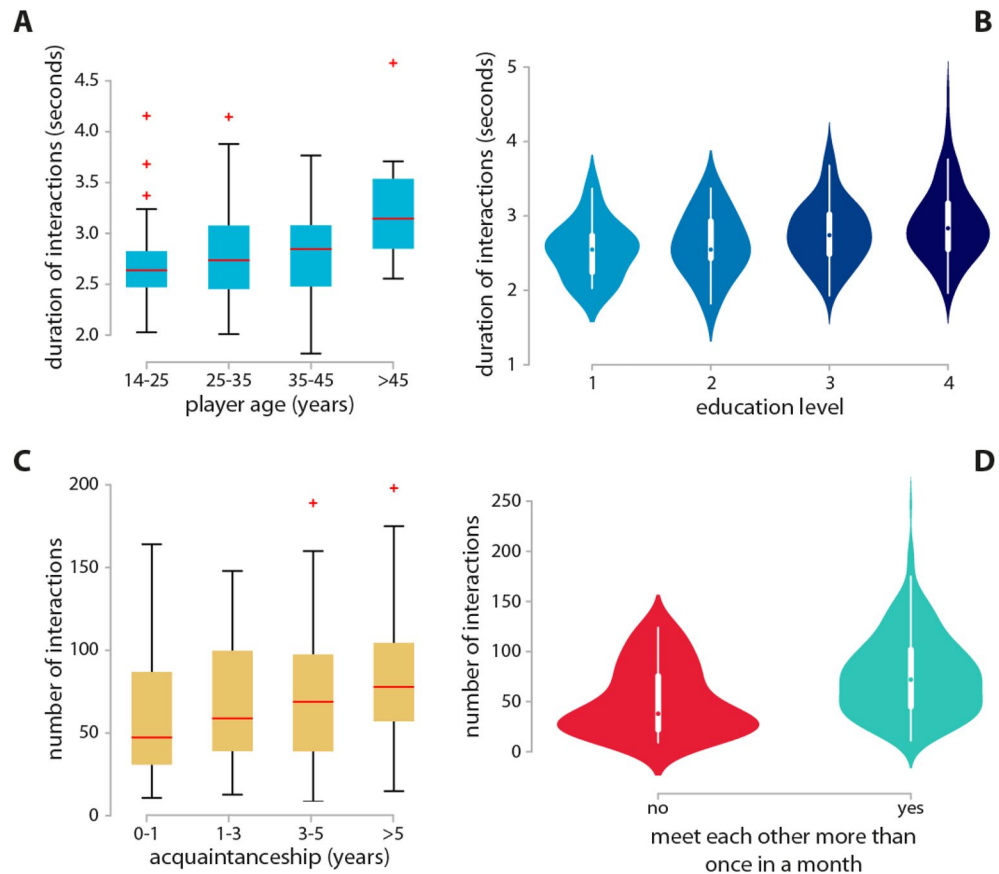 A
duration of interactions (seconds)
4.5
4.0
3.5
3.0
2.5
2.0
14-25 25-35 35-45 >45
player age (years)
B
duration of interactions (seconds)
5
4
3
2
1
1 2 3 4
education level
C
number of interactions
200
150
100
50
0
0-1 1-3 3-5 >5
acquaintanceship (years)
D
number of interactions
250
200
150
100
50
0
no yes
meet each other more than
once in a month